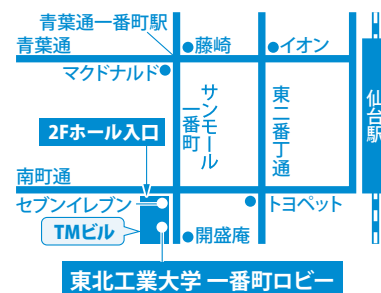 青葉通一番町駅
青葉通
●藤崎
●イオン
マクドナルド●
サンモール
一番町
東二番丁通
仙台駅
2Fホール入口
南町通
セブンイレブン
トヨペット
TMビル
●開盛庵
東北工業大学 一番町ロビー